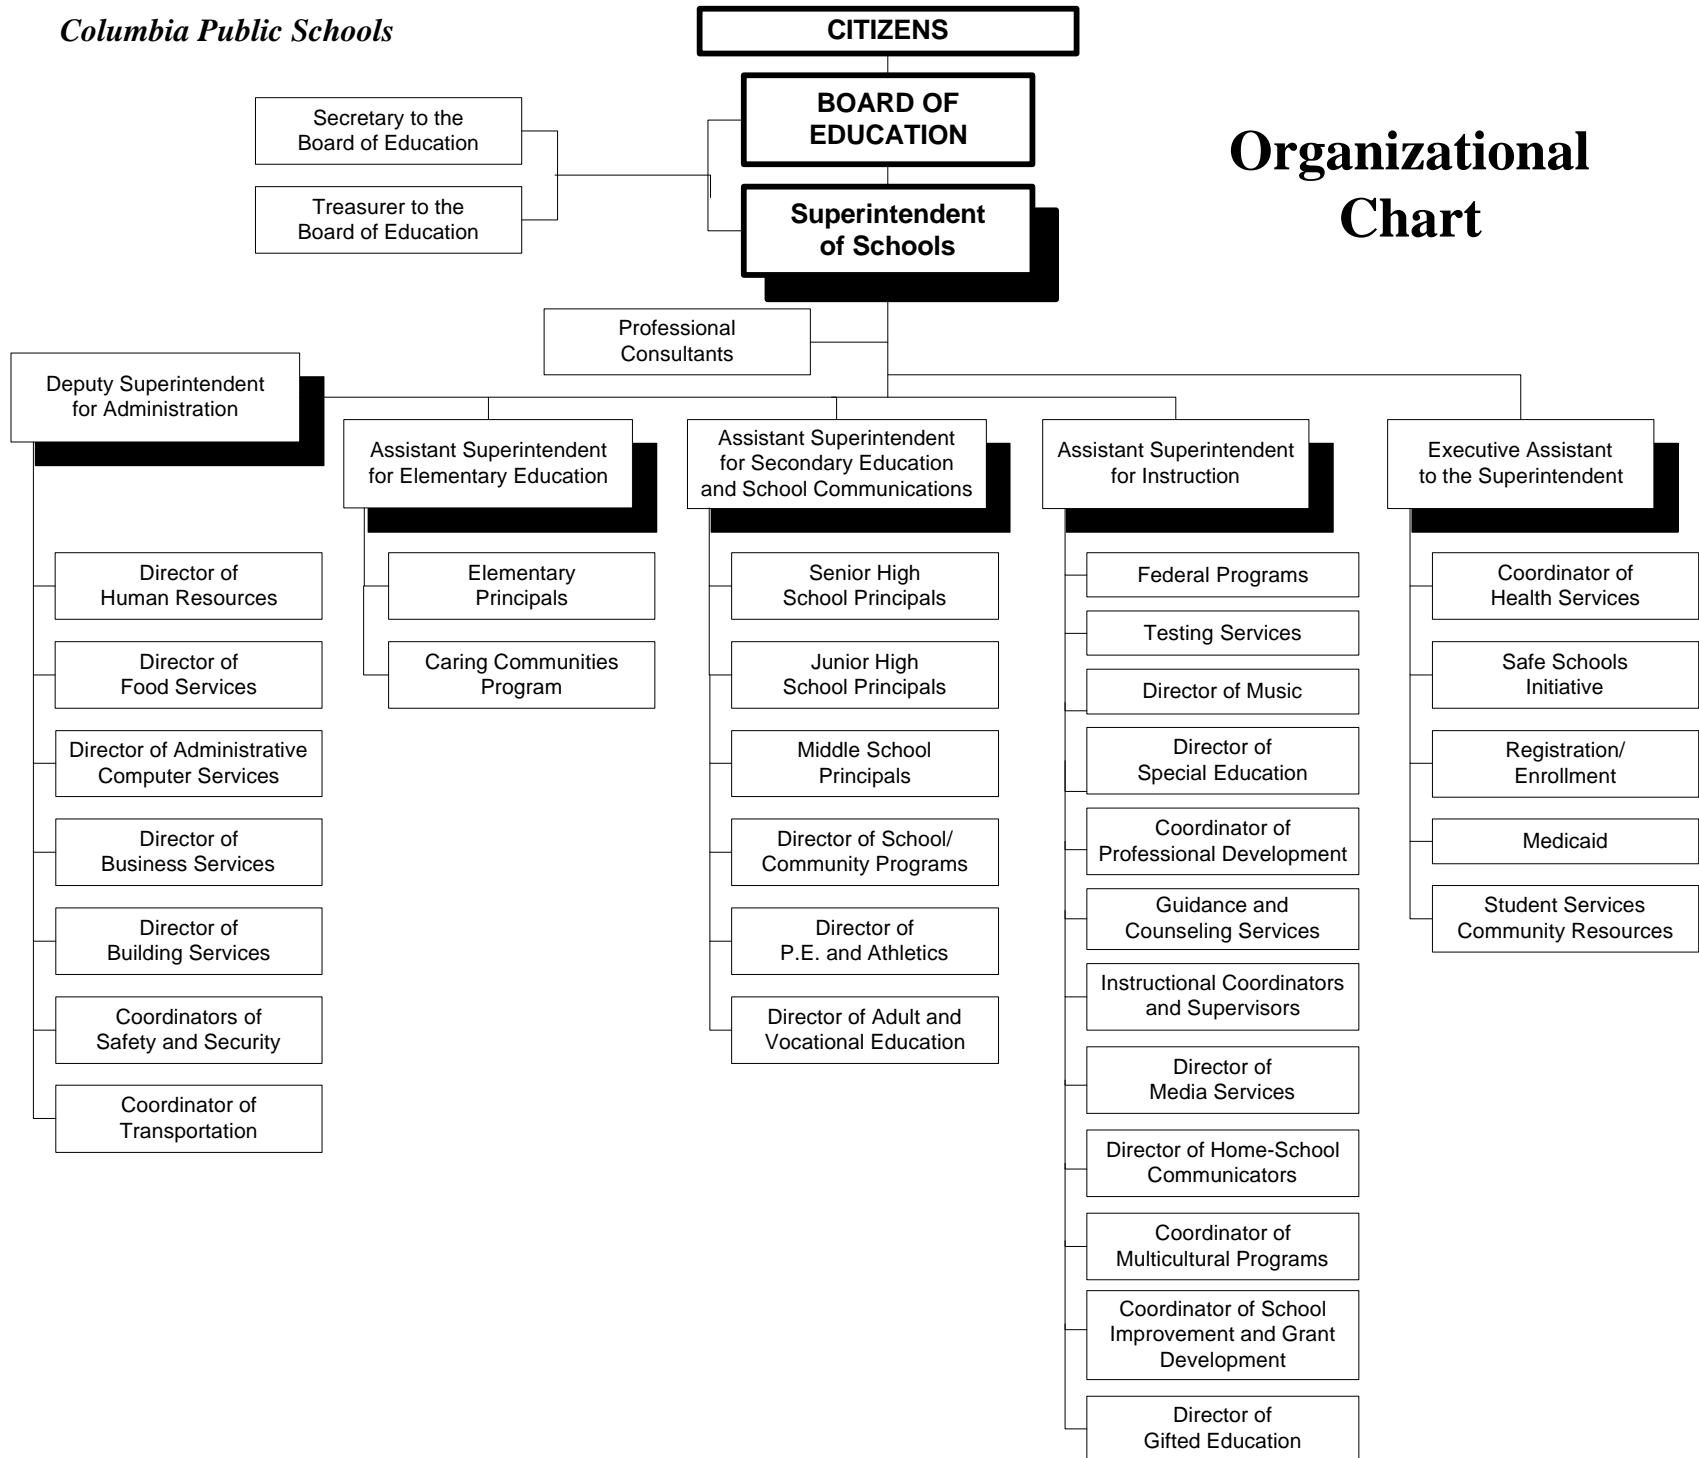 Columbia Public Schools
CITIZENS
BOARD OF
EDUCATION
Secretary to the
Board of Education
Organizational
Chart
Treasurer to the
Board of Education
Superintendent
of Schools
Professional
Consultants
Deputy Superintendent
for Administration
Director of
Human Resources
Director of
Food Services
Director of Administrative
Computer Services
Director of
Business Services
Director of
Building Services
Coordinators of
Safety and Security
Coordinator of
Transportation
Assistant Superintendent
for Elementary Education
Elementary
Principals
Caring Communities
Program
Assistant Superintendent
for Secondary Education
and School Communications
Senior High
School Principals
Junior High
School Principals
Middle School
Principals
Director of School/
Community Programs
Director of
P.E. and Athletics
Director of Adult and
Vocational Education
Assistant Superintendent
for Instruction
Federal Programs
Testing Services
Director of Music
Director of
Special Education
Coordinator of
Professional Development
Guidance and
Counseling Services
Instructional Coordinators
and Supervisors
Director of
Media Services
Director of Home-School
Communicators
Coordinator of
Multicultural Programs
Coordinator of School
Improvement and Grant
Development
Director of
Gifted Education
Executive Assistant
to the Superintendent
Coordinator of
Health Services
Safe Schools
Initiative
Registration/
Enrollment
Medicaid
Student Services
Community Resources